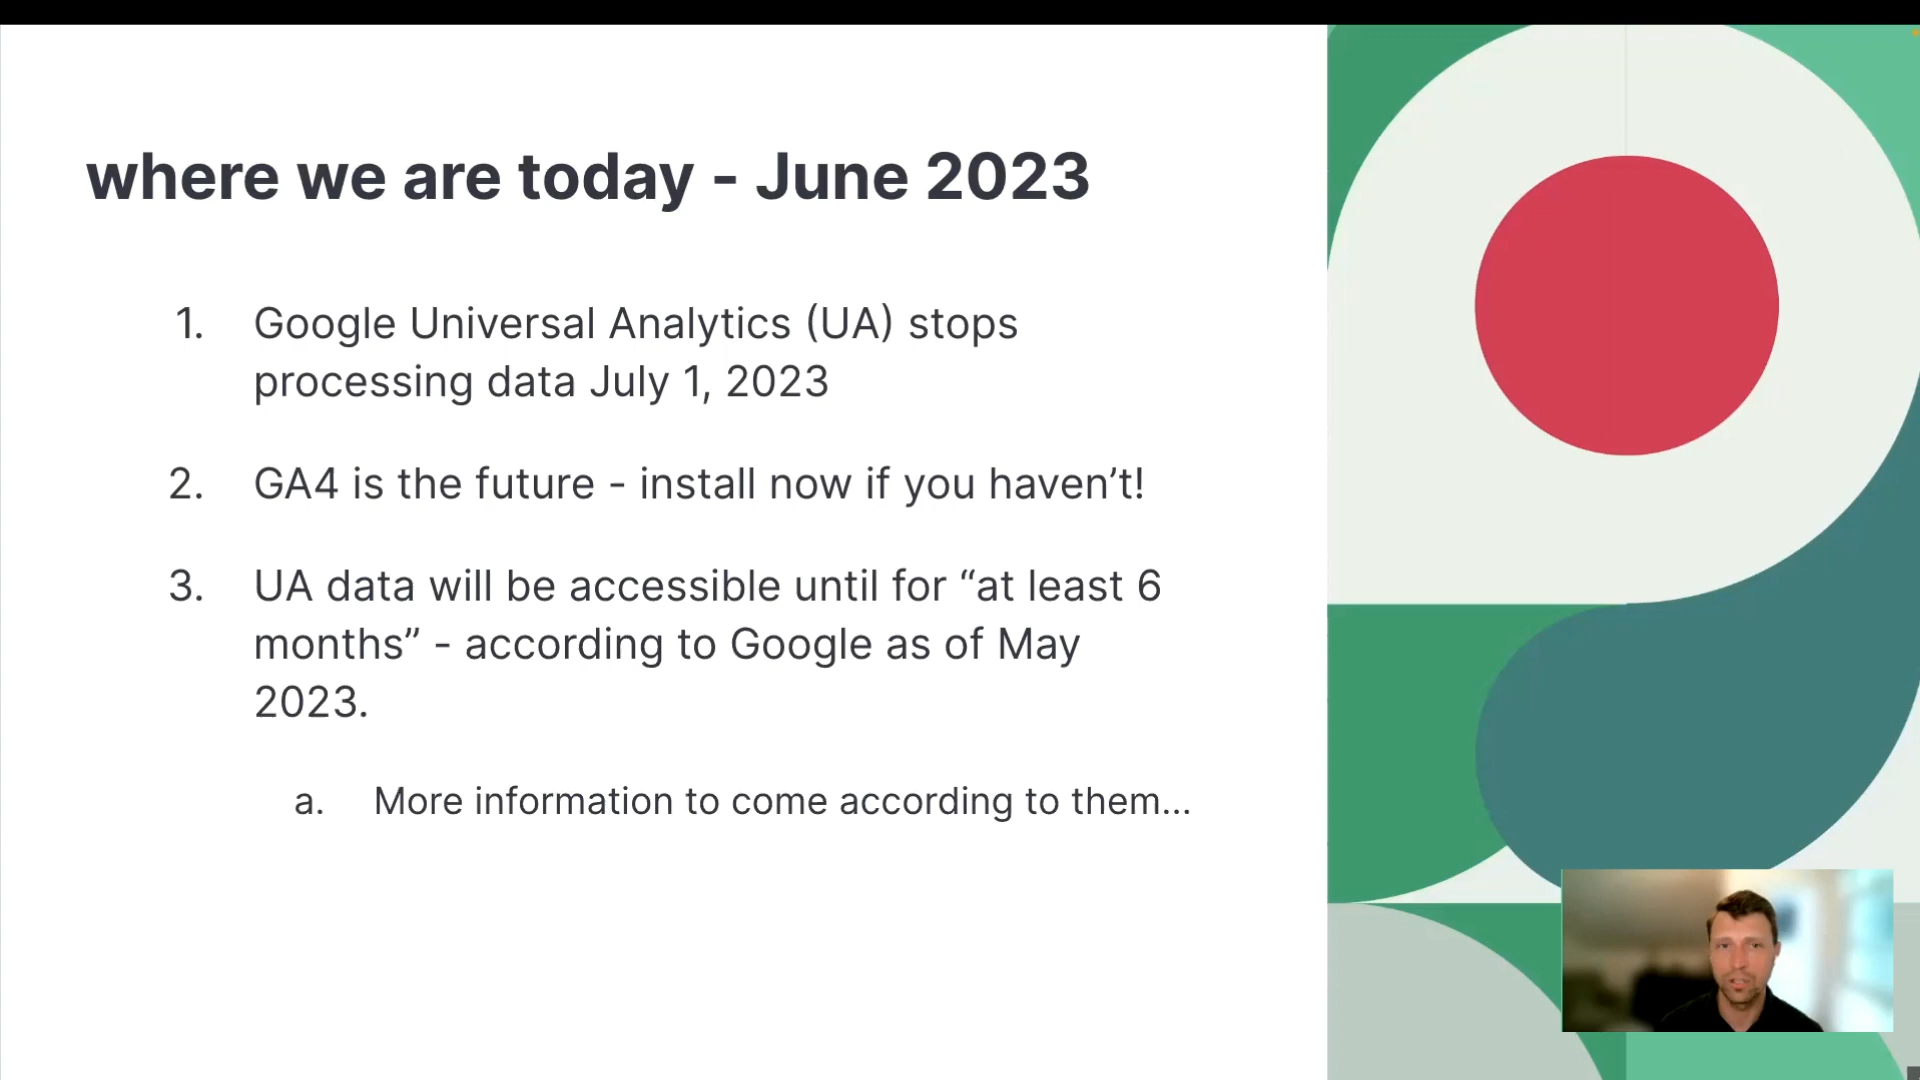 where we are today - June 2023
1. Google Universal Analytics (UA) stops
processing data July 1, 2023
2. GA4 is the future - install now if you haven’t!
3. UA data will be accessible until for “at least 6
months” - according to Google as of May
2023.
a. More information to come according to them...